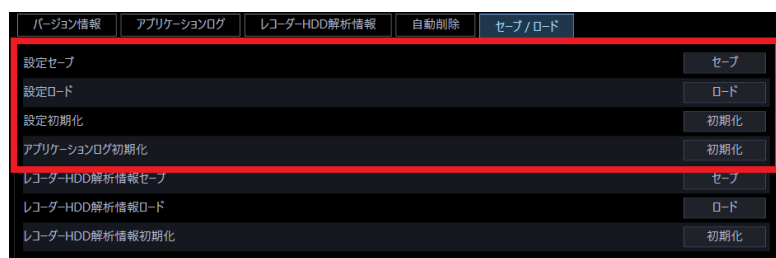 バージョン情報 アプリケーションログ レコーダーHDD解析情報 自動削除 セーブ / ロード
設定セーブ セーブ
設定ロード ロード
設定初期化 初期化
アプリケーションログ初期化 初期化
レコーダーHDD解析情報セーブ セーブ
レコーダーHDD解析情報ロード ロード
レコーダーHDD解析情報初期化 初期化